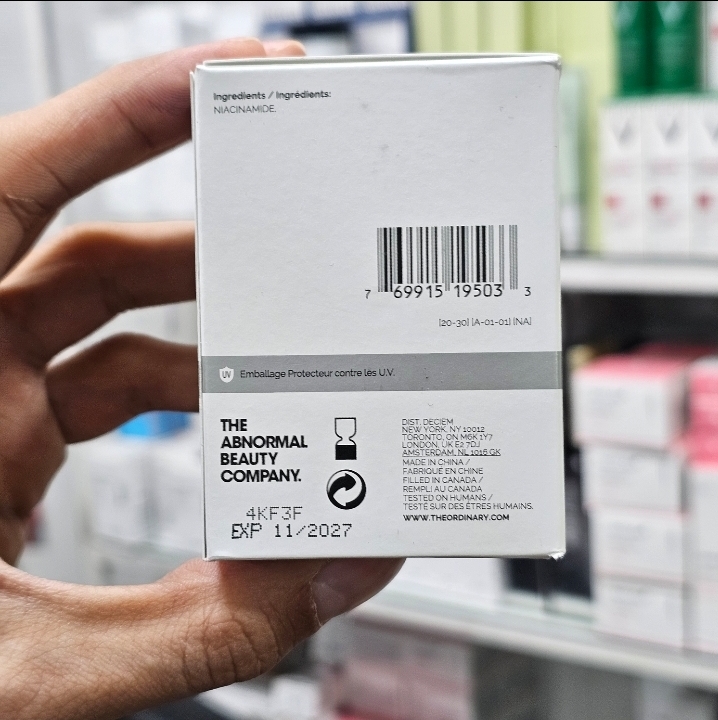 Ingredients / Ingrédients:
NIACINAMIDE.
7 69915 19503 3
[20-30] [A-01-01] [NA]
UV
Emballage Protecteur contre les U.V.
THE
ABNORMAL
BEAUTY
COMPANY.
4KF3F
EXP 11/2027
DIST. DECIEM
NEW YORK, NY 10012
TORONTO, ON M6K 1Y7
LONDON, UK E2 7DJ
AMSTERDAM, NL 1016 GK
MADE IN CHINA /
FABRIQUÉ EN CHINE
FILLED IN CANADA /
REMPLI AU CANADA
TESTED ON HUMANS /
TESTÉ SUR DES ÊTRES HUMAINS.
WWW.THEORDINARY.COM